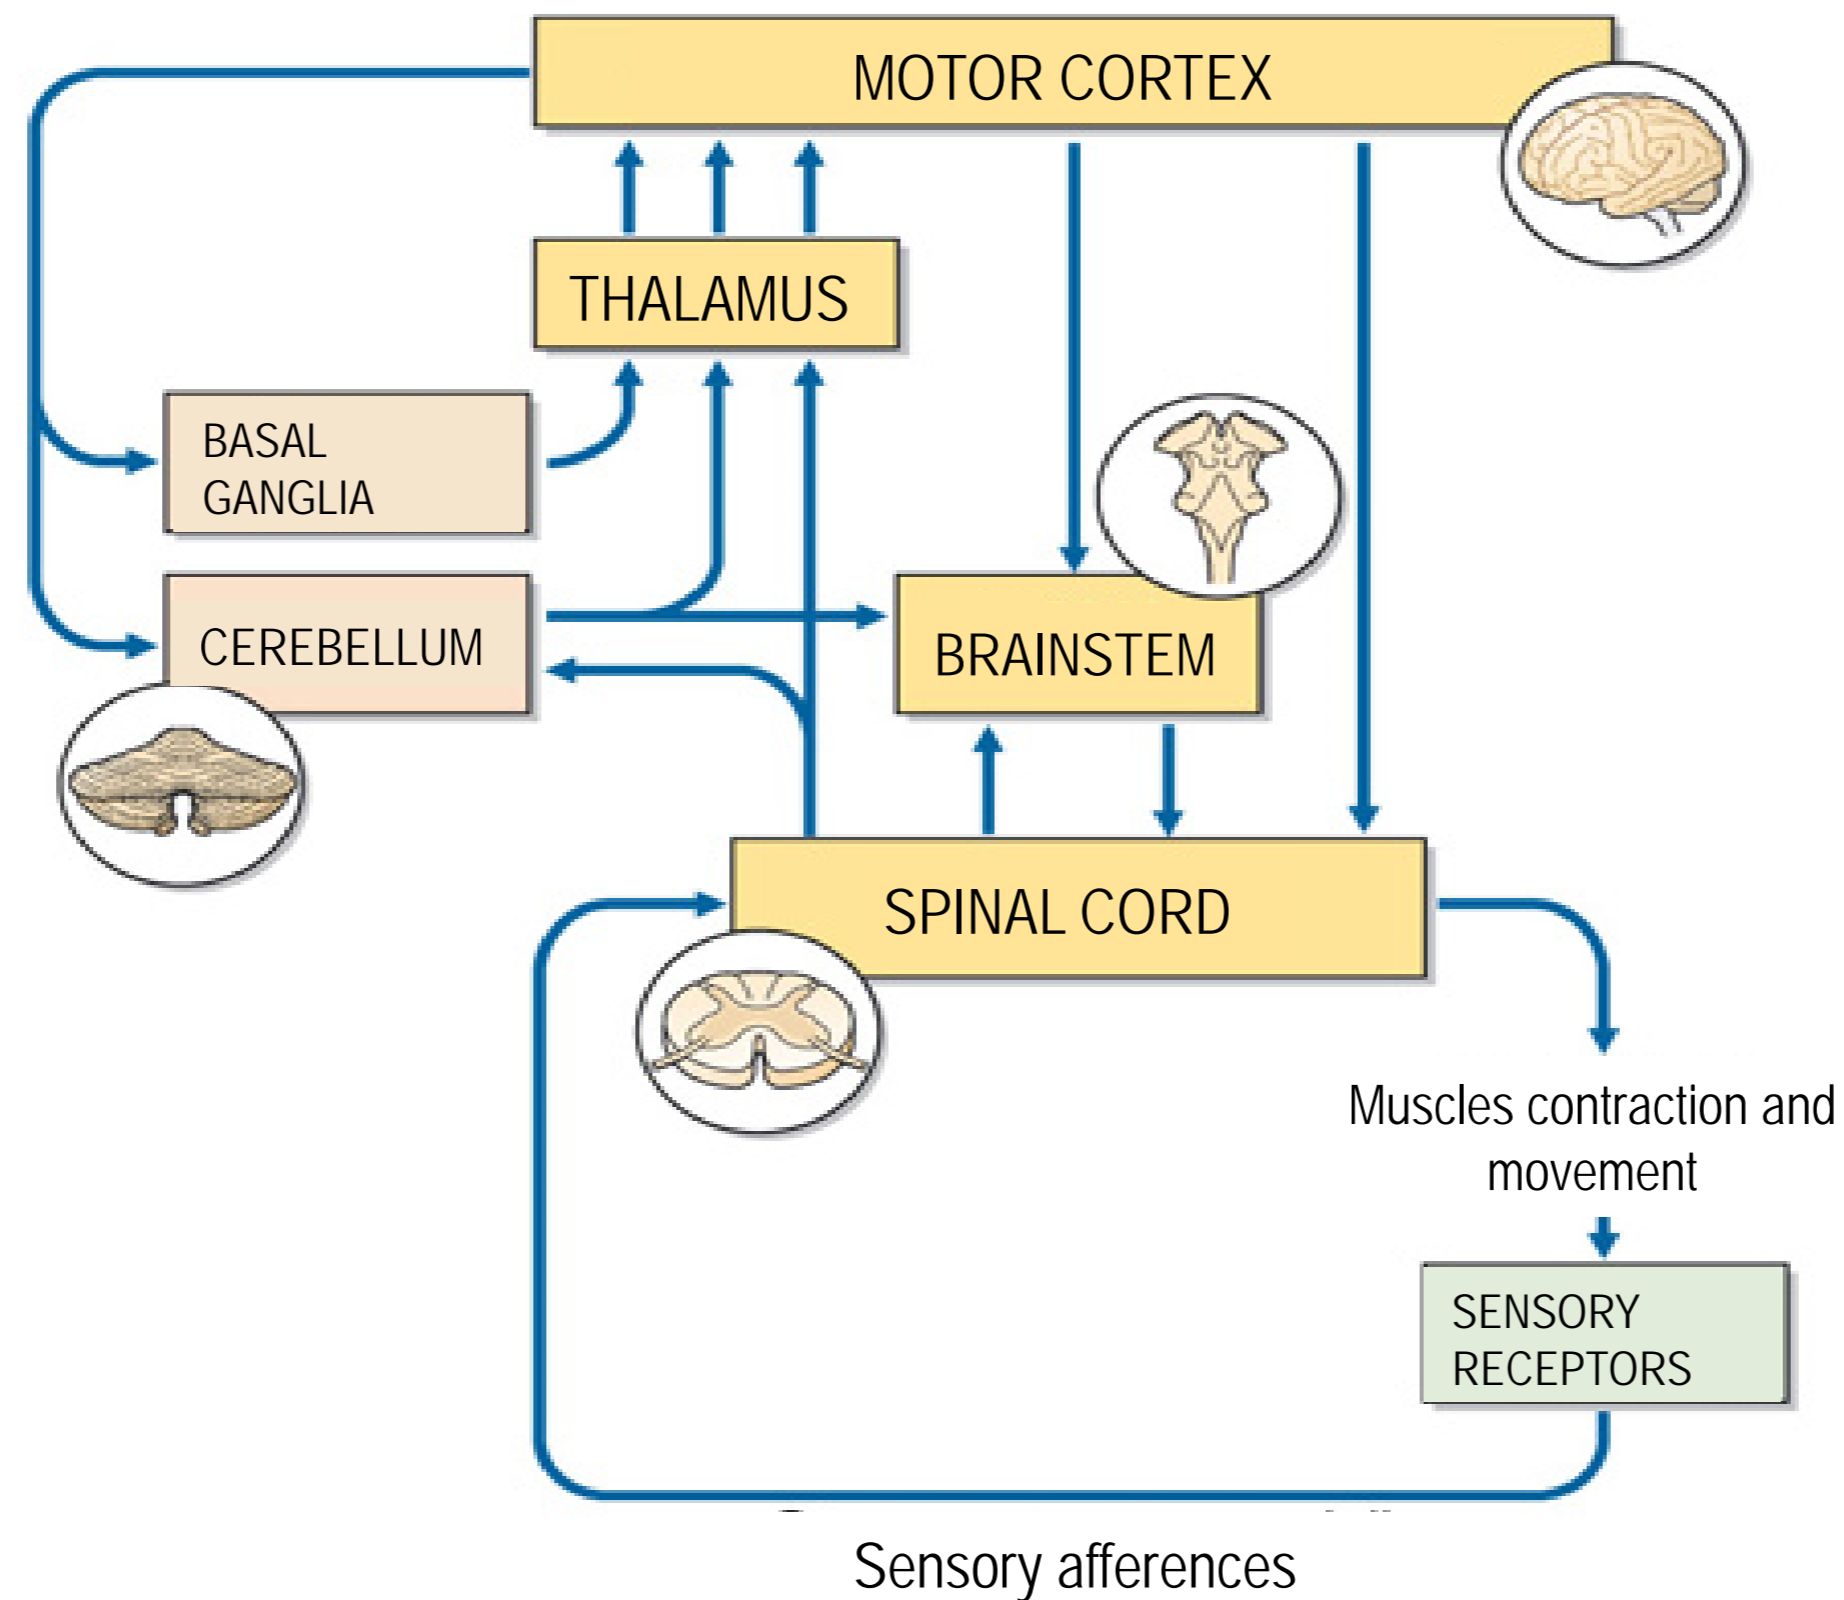 MOTOR CORTEX
THALAMUS
BASAL
GANGLIA
CEREBELLUM
BRAINSTEM
SPINAL CORD
Muscles contraction and
movement
SENSORY
RECEPTORS
Sensory afferences